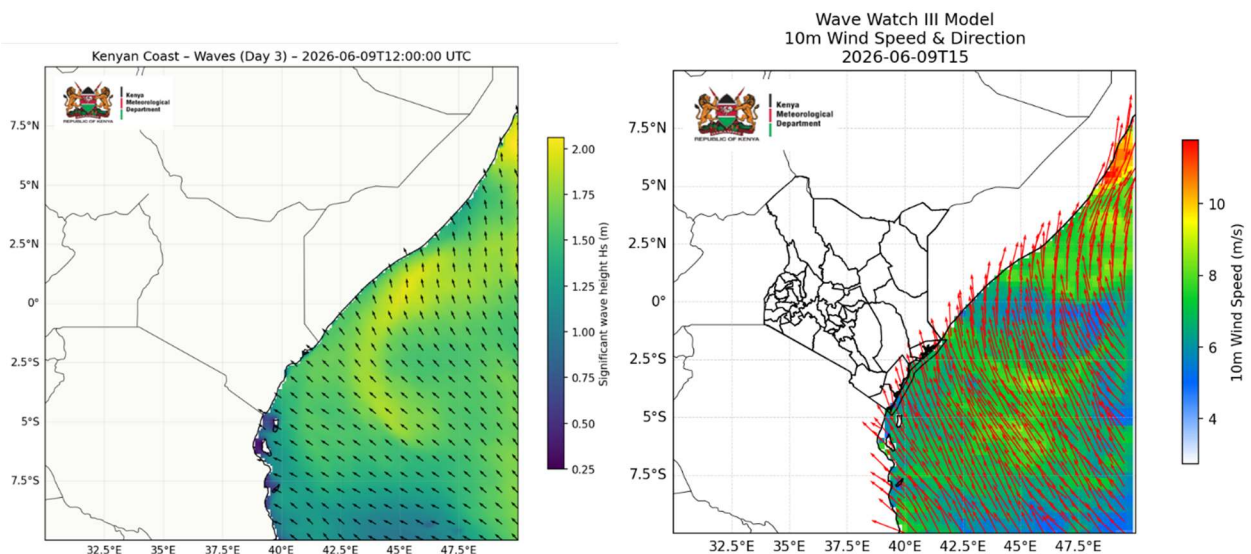 Kenyan Coast – Waves (Day 3) – 2026-06-09T12:00:00 UTC
Kenya
Meteorological
Department
REPUBLIC OF KENYA
7.5°N
5°N
2.5°N
0°
2.5°S
5°S
7.5°S
32.5°E 35°E 37.5°E 40°E 42.5°E 45°E 47.5°E
2.00
1.75
1.50
1.25
1.00
0.75
0.50
0.25
Significant wave height Hs (m)
Wave Watch III Model
10m Wind Speed & Direction
2026-06-09T15
Kenya
Meteorological
Department
REPUBLIC OF KENYA
7.5°N
5°N
2.5°N
0°
2.5°S
5°S
7.5°S
32.5°E 35°E 37.5°E 40°E 42.5°E 45°E 47.5°E
10
8
6
4
10m Wind Speed (m/s)